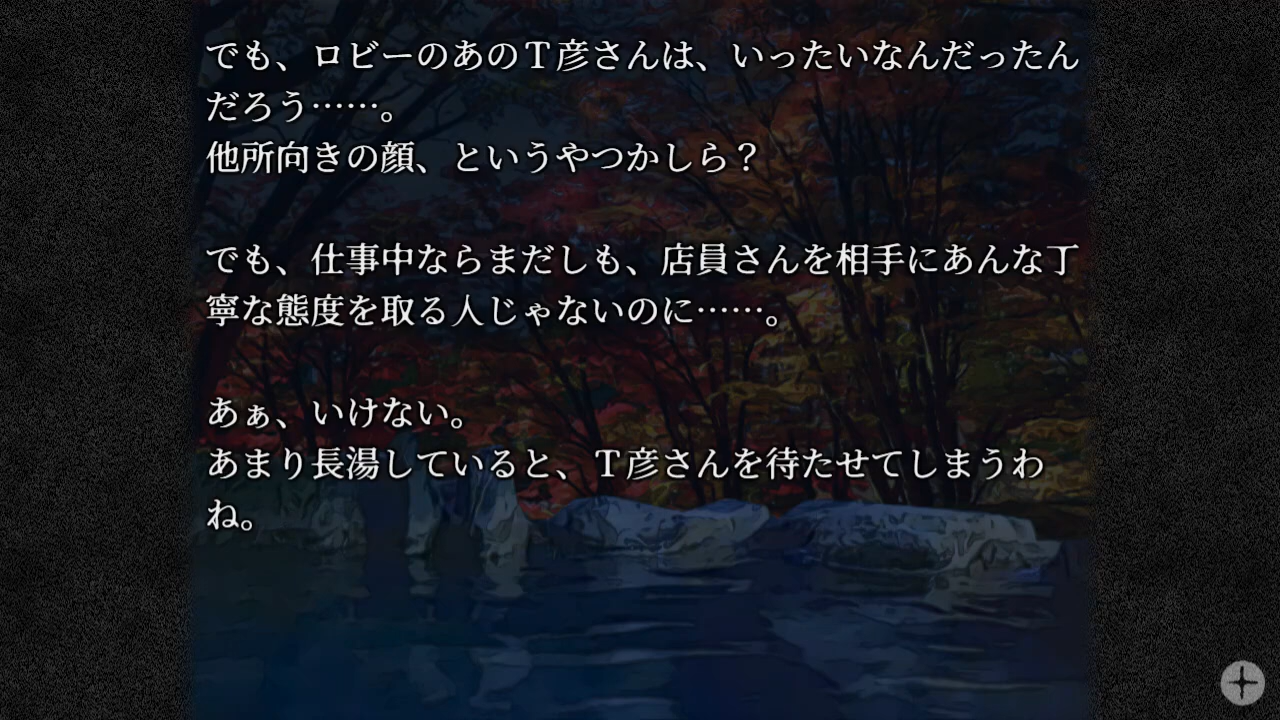 でも、ロビーのあのＴ彦さんは、いったいなんだったん
だろう……。
他所向きの顔、というやつかしら？
でも、仕事中ならまだしも、店員さんを相手にあんな丁
寧な態度を取る人じゃないのに……。
あぁ、いけない。
あまり長湯していると、Ｔ彦さんを待たせてしまうわ
ね。